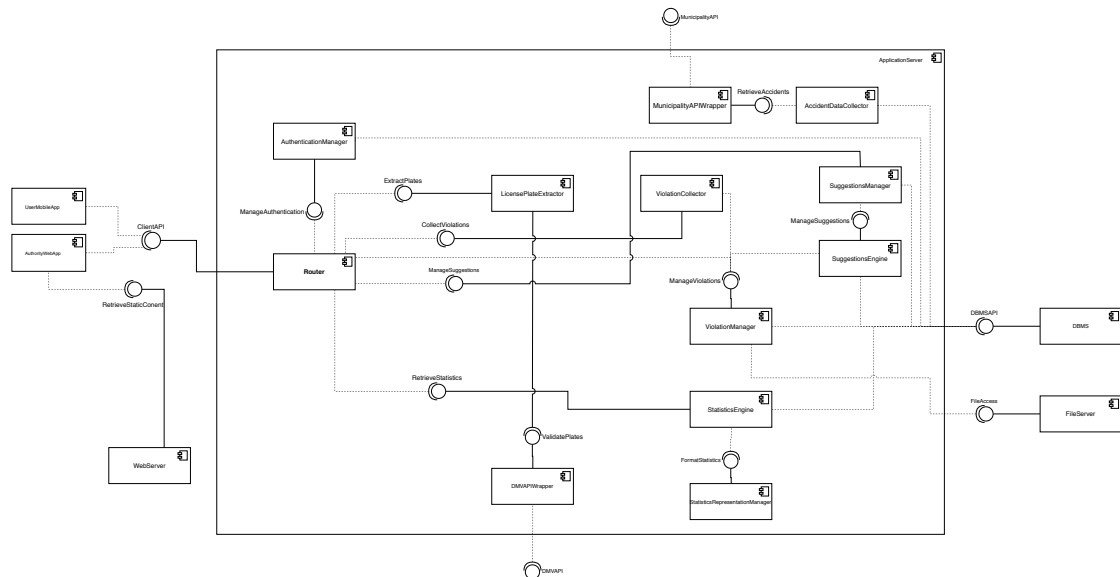 MunicipalityAPI
ApplicationServer
MunicipalityAPIWrapper
RetrieveAccidents
AccidentDataCollector
AuthenticationManager
ExtractPlates
LicensePlateExtractor
ViolationCollector
SuggestionsManager
UserMobileApp
ManageAuthentication
CollectViolations
ManageSuggestions
ClientAPI
AuthorityWebApp
Router
ManageSuggestions
SuggestionsEngine
ManageViolations
RetrieveStaticConent
DBMSAPI
ViolationManager
DBMS
RetrieveStatistics
StatisticsEngine
FileAccess
FileServer
ValidatePlates
WebServer
FormatStatistics
DMVAPIWrapper
StatisticsRepresentationManager
DMVAPI